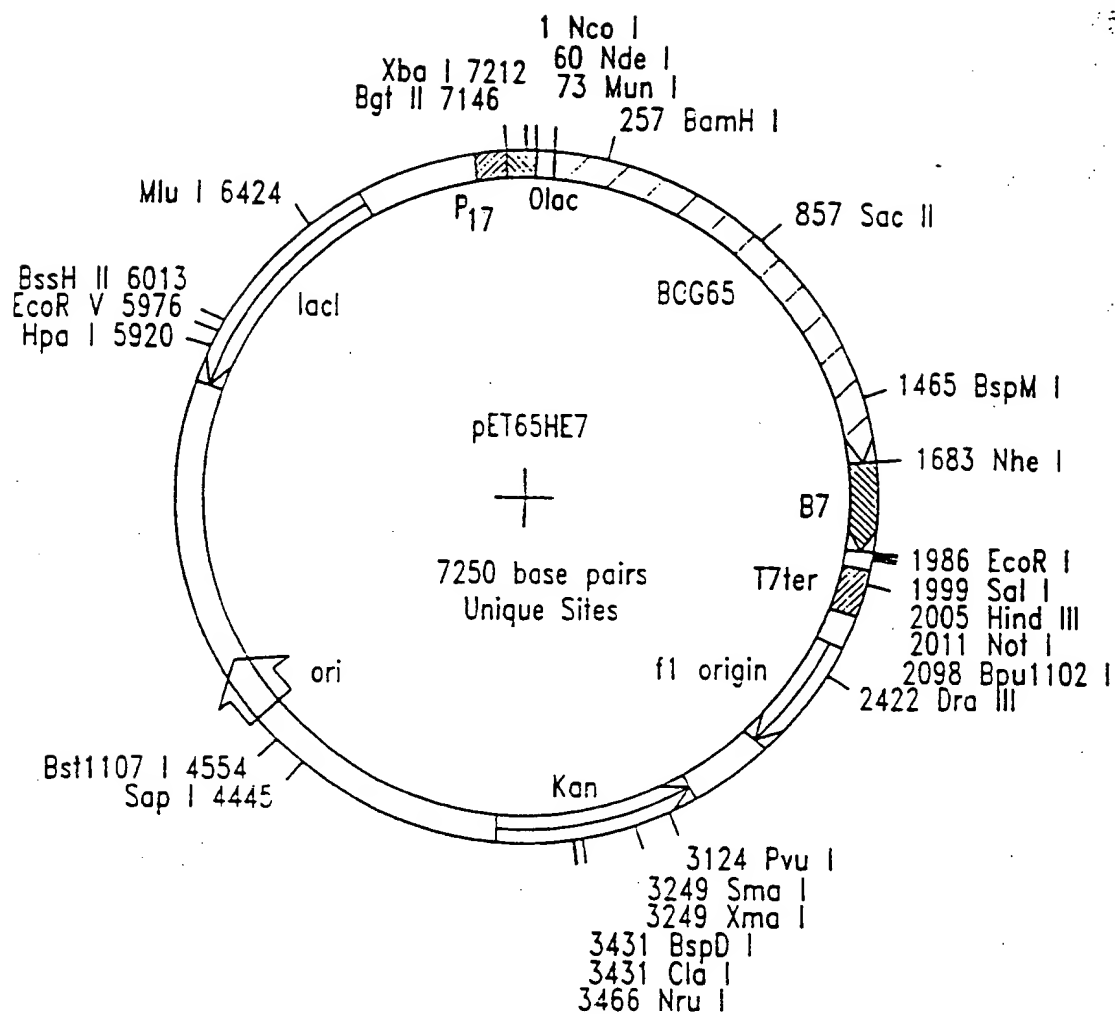 1 Nco I
60 Nde I
73 Mun I
Xba I 7212
Bgt II 7146
257 BamH I
Mlu I 6424
P17
Olac
857 Sac II
BssH II 6013
EcoR V 5976
Hpa I 5920
lacI
BCG65
1465 BspM I
pET65HE7
1683 Nhe I
B7
7250 base pairs
Unique Sites
T7ter
1986 EcoR I
1999 Sal I
2005 Hind III
2011 Not I
2098 Bpu1102 I
2422 Dra III
f1 origin
ori
Bst1107 I 4554
Sap I 4445
Kan
3124 Pvu I
3249 Sma I
3249 Xma I
3431 BspD I
3431 Cla I
3466 Nru I